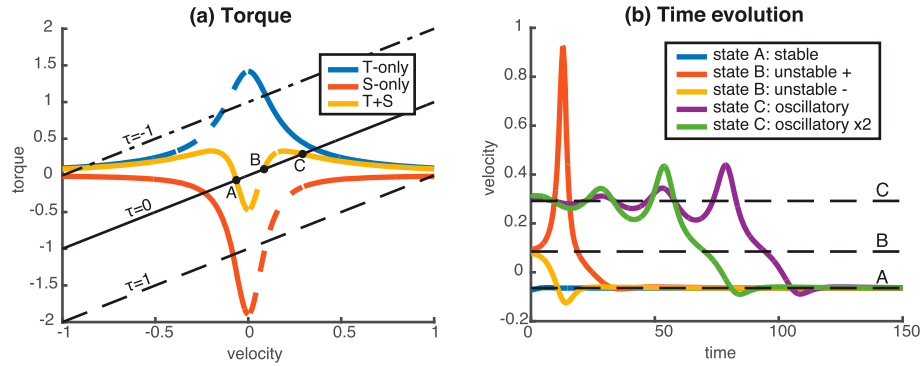 (a) Torque
2
1.5
1
0.5
0
-0.5
-1
-1.5
-2
torque
-1
-0.5
0
0.5
1
velocity
T-only
S-only
T+S
τ=-1
τ=0
τ=1
A
B
C
(b) Time evolution
1
0.8
0.6
0.4
0.2
0
-0.2
velocity
0
50
100
150
time
state A: stable
state B: unstable +
state B: unstable -
state C: oscillatory
state C: oscillatory x2
C
B
A